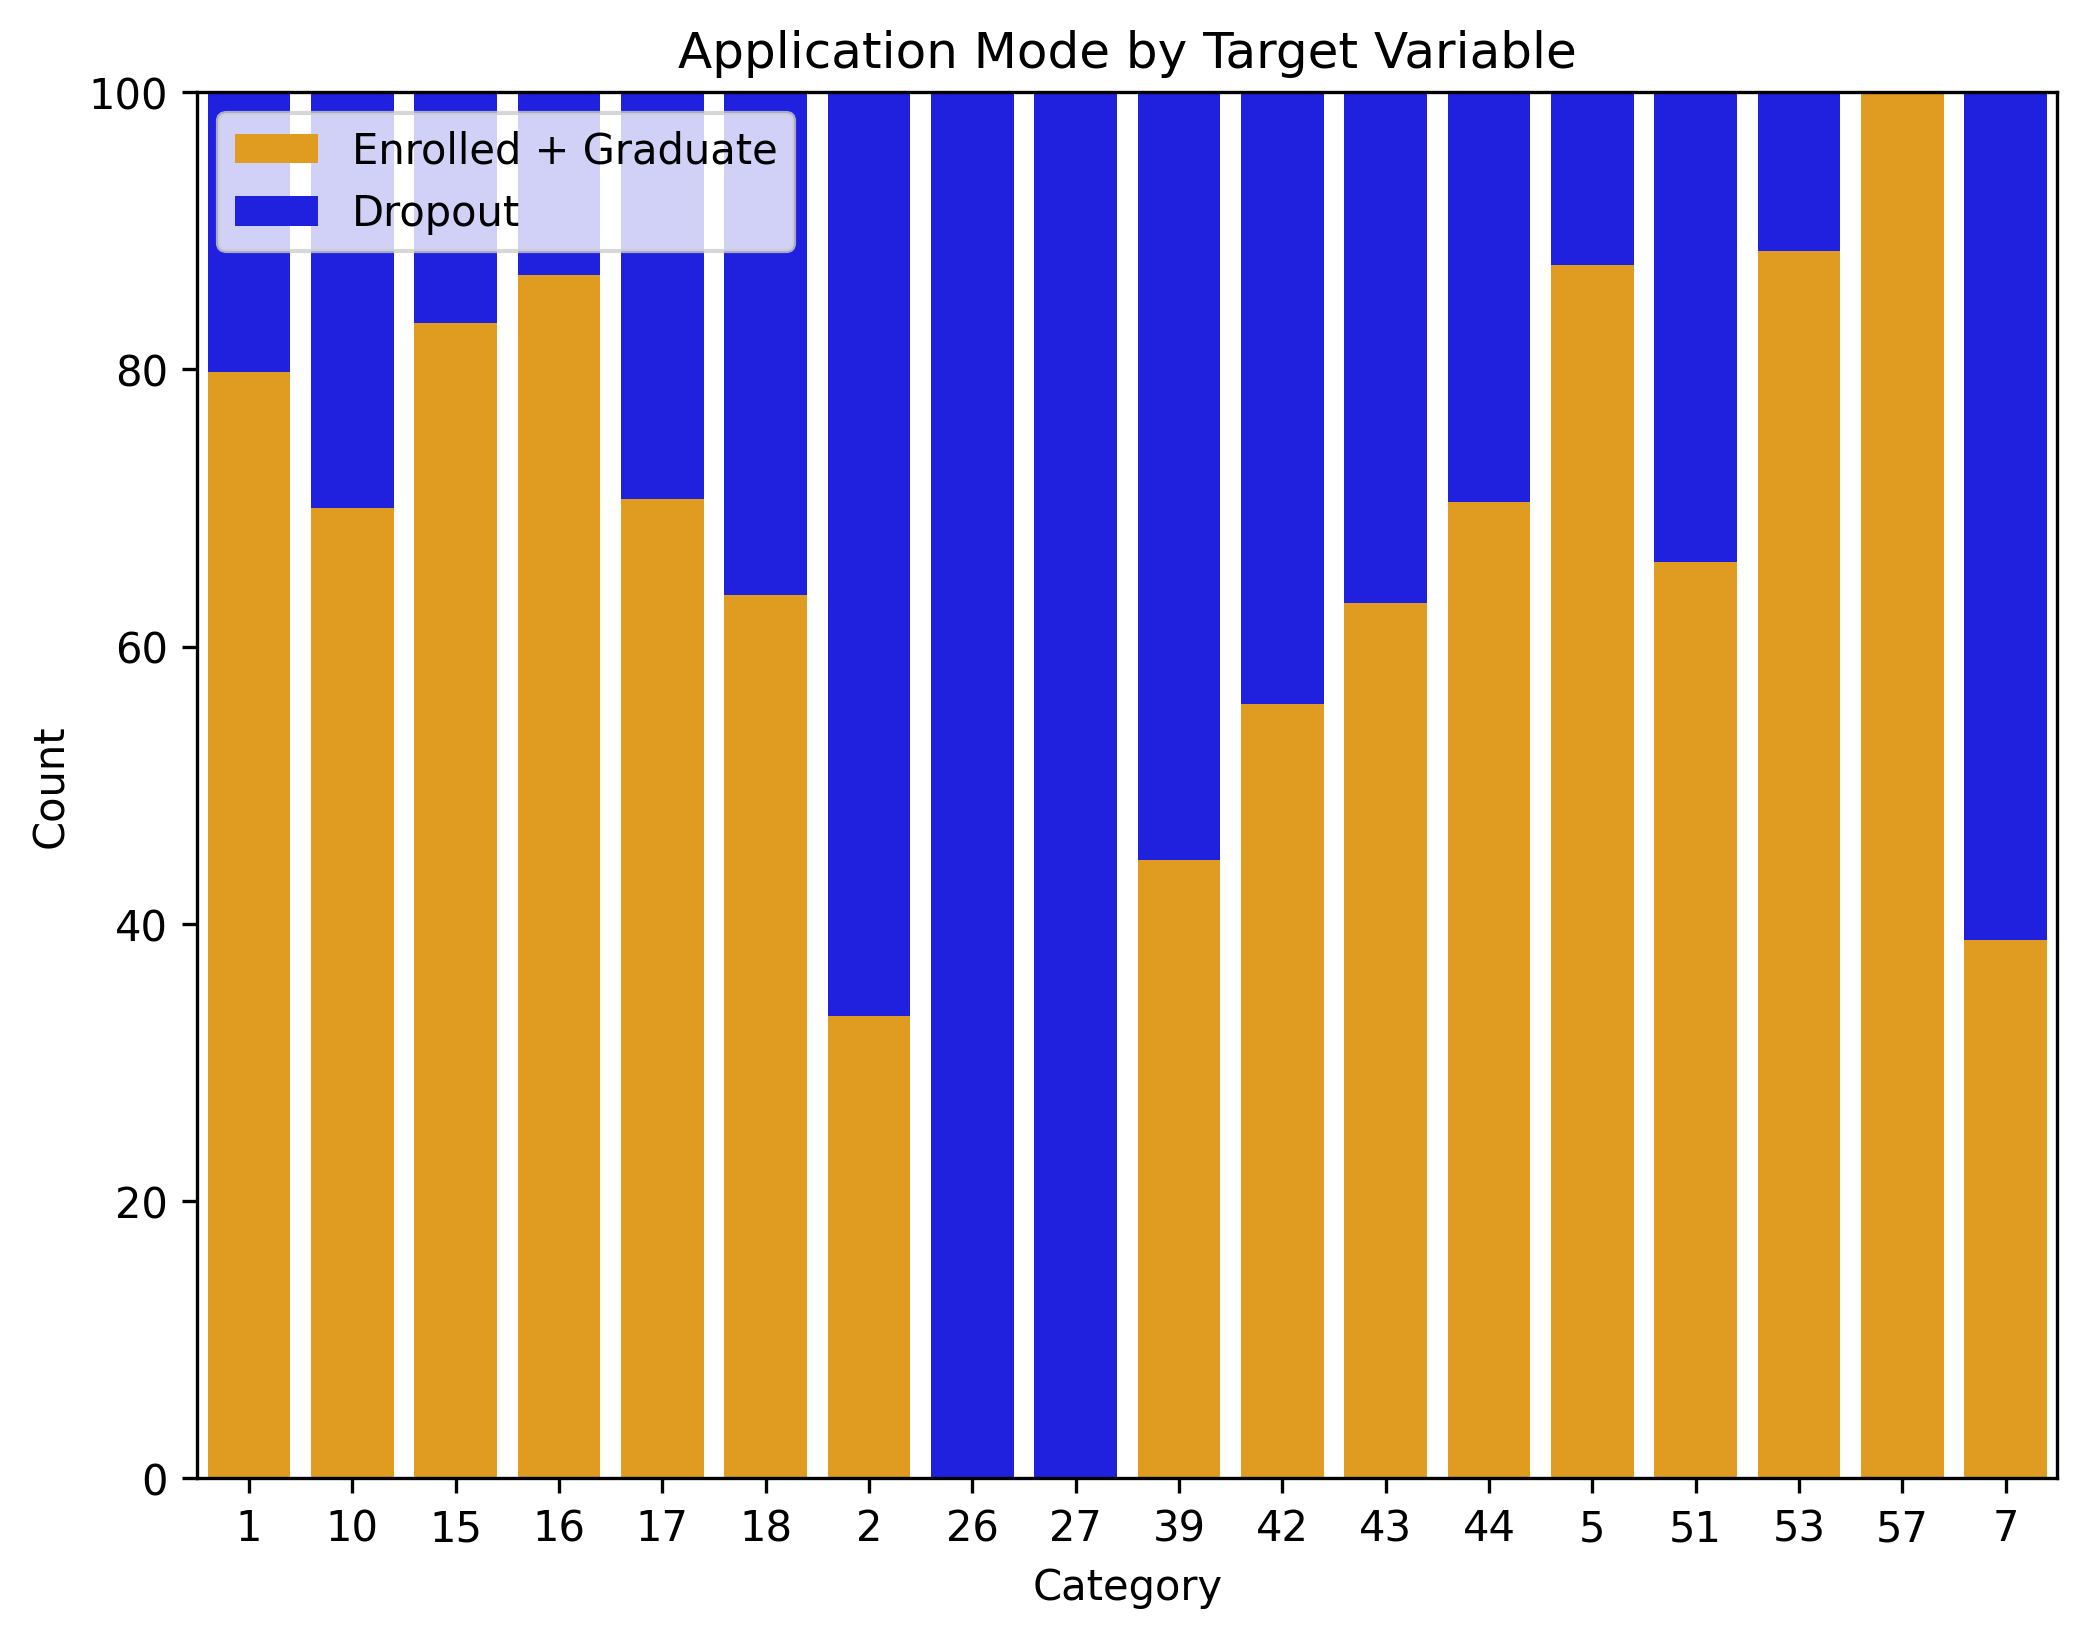 Application Mode by Target Variable
100
80
60
40
20
0
Count
Enrolled + Graduate
Dropout
1 10 15 16 17 18 2 26 27 39 42 43 44 5 51 53 57 7
Category